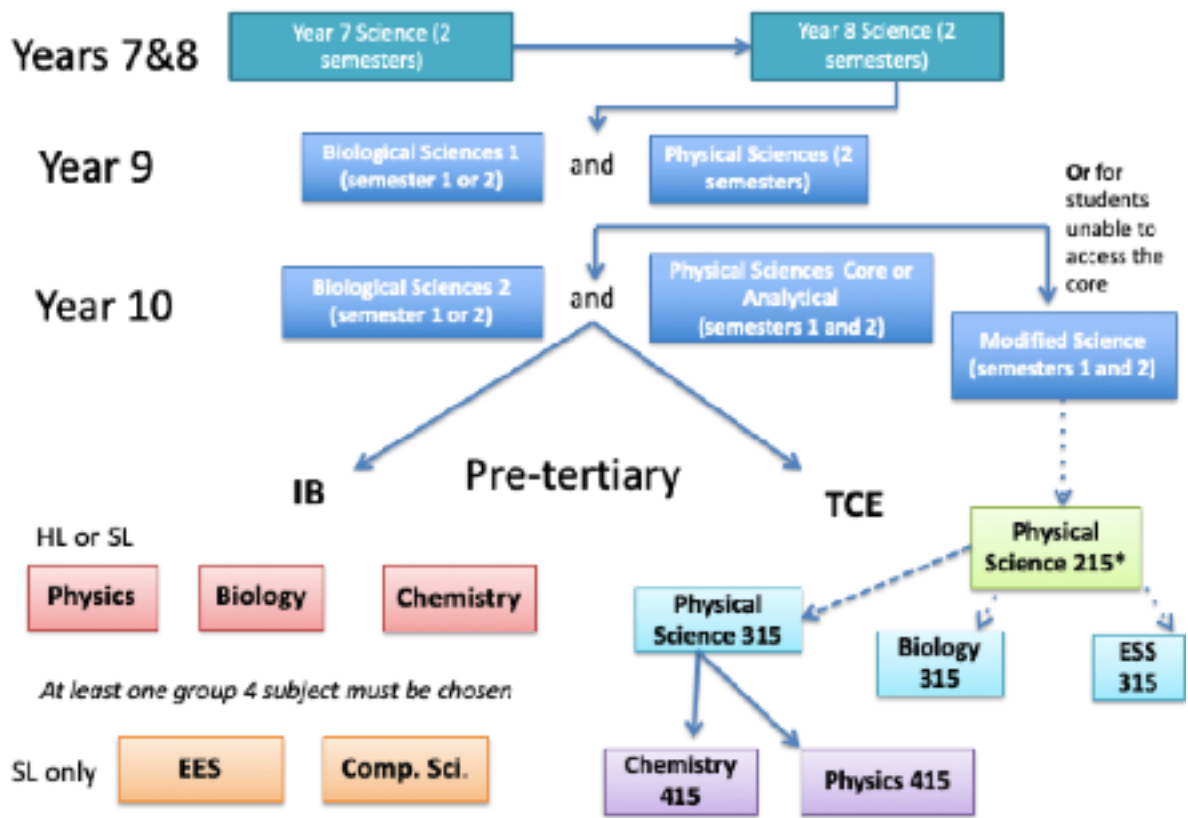 Years 7&8
Year 7 Science (2
semesters)
Year 8 Science (2
semesters)
Year 9
Biological Sciences 1
(semester 1 or 2)
and
Physical Sciences (2
semesters)
Or for
students
unable to
access the
core
Year 10
Biological Sciences 2
(semester 1 or 2)
and
Physical Sciences Core or
Analytical
(semesters 1 and 2)
Modified Science
(semesters 1 and 2)
Pre-tertiary
IB
TCE
HL or SL
Physics
Biology
Chemistry
At least one group 4 subject must be chosen
SL only
EES
Comp. Sci.
Physical
Science 215*
Physical
Science 315
Biology
315
ESS
315
Chemistry
415
Physics 415